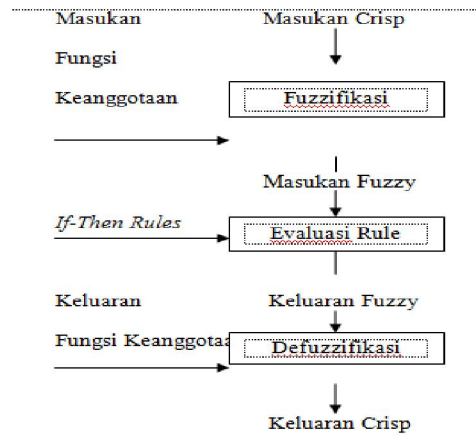 Masukan Masukan Crisp
Fungsi
Keanggotaan Fuzzifikasi
Masukan Fuzzy
If-Then Rules Evaluasi Rule
Keluaran Keluaran Fuzzy
Fungsi Keanggotaa Defuzzifikasi
Keluaran Crisp